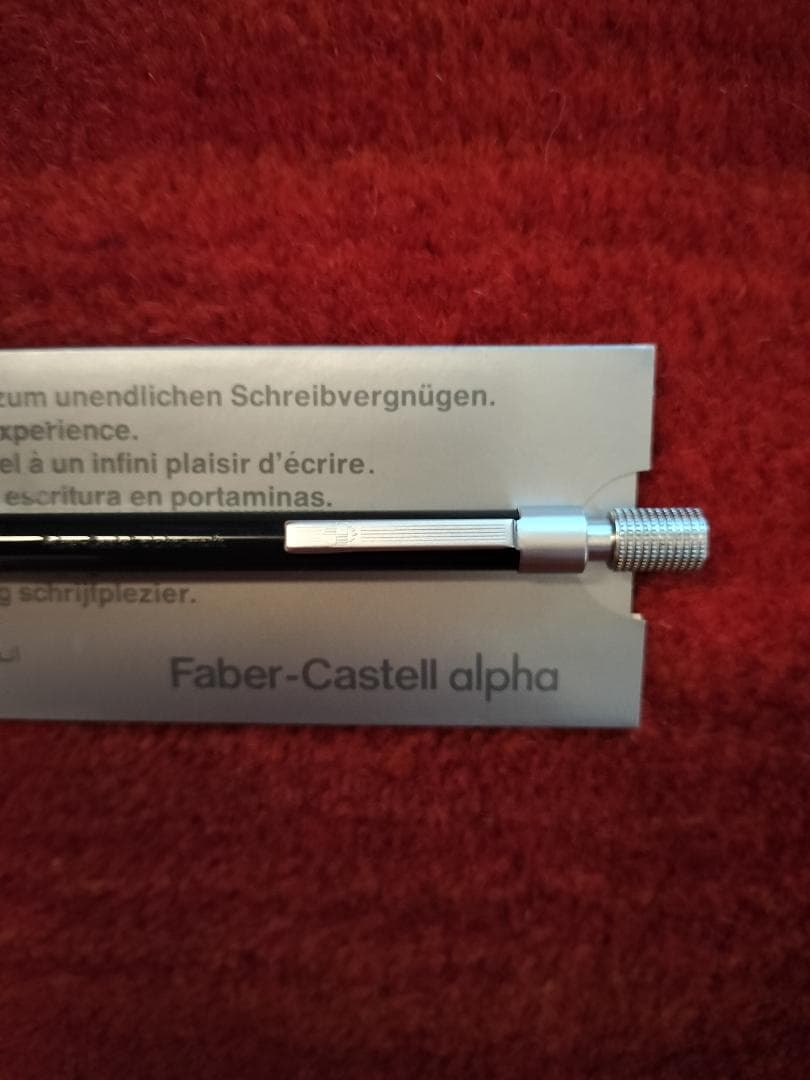 zum unendlichen Schreibvergnügen.
xperience.
el à un infini plaisir d'écrire.
escritura en portaminas.
g schrijfplezier.
Faber-Castell alpha